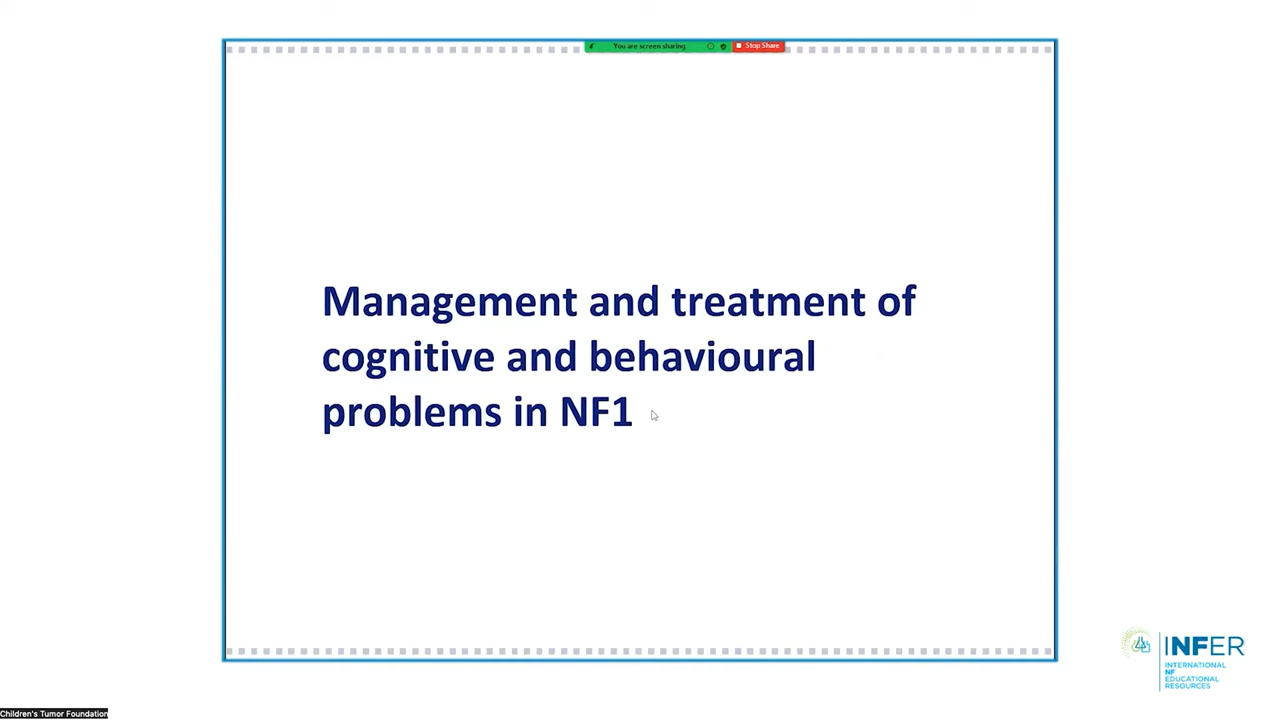 You are screen sharing
Stop Share
Management and treatment of
cognitive and behavioural
problems in NF1
INFER
INTERNATIONAL
NF
EDUCATIONAL
RESOURCES
Children's Tumor Foundation